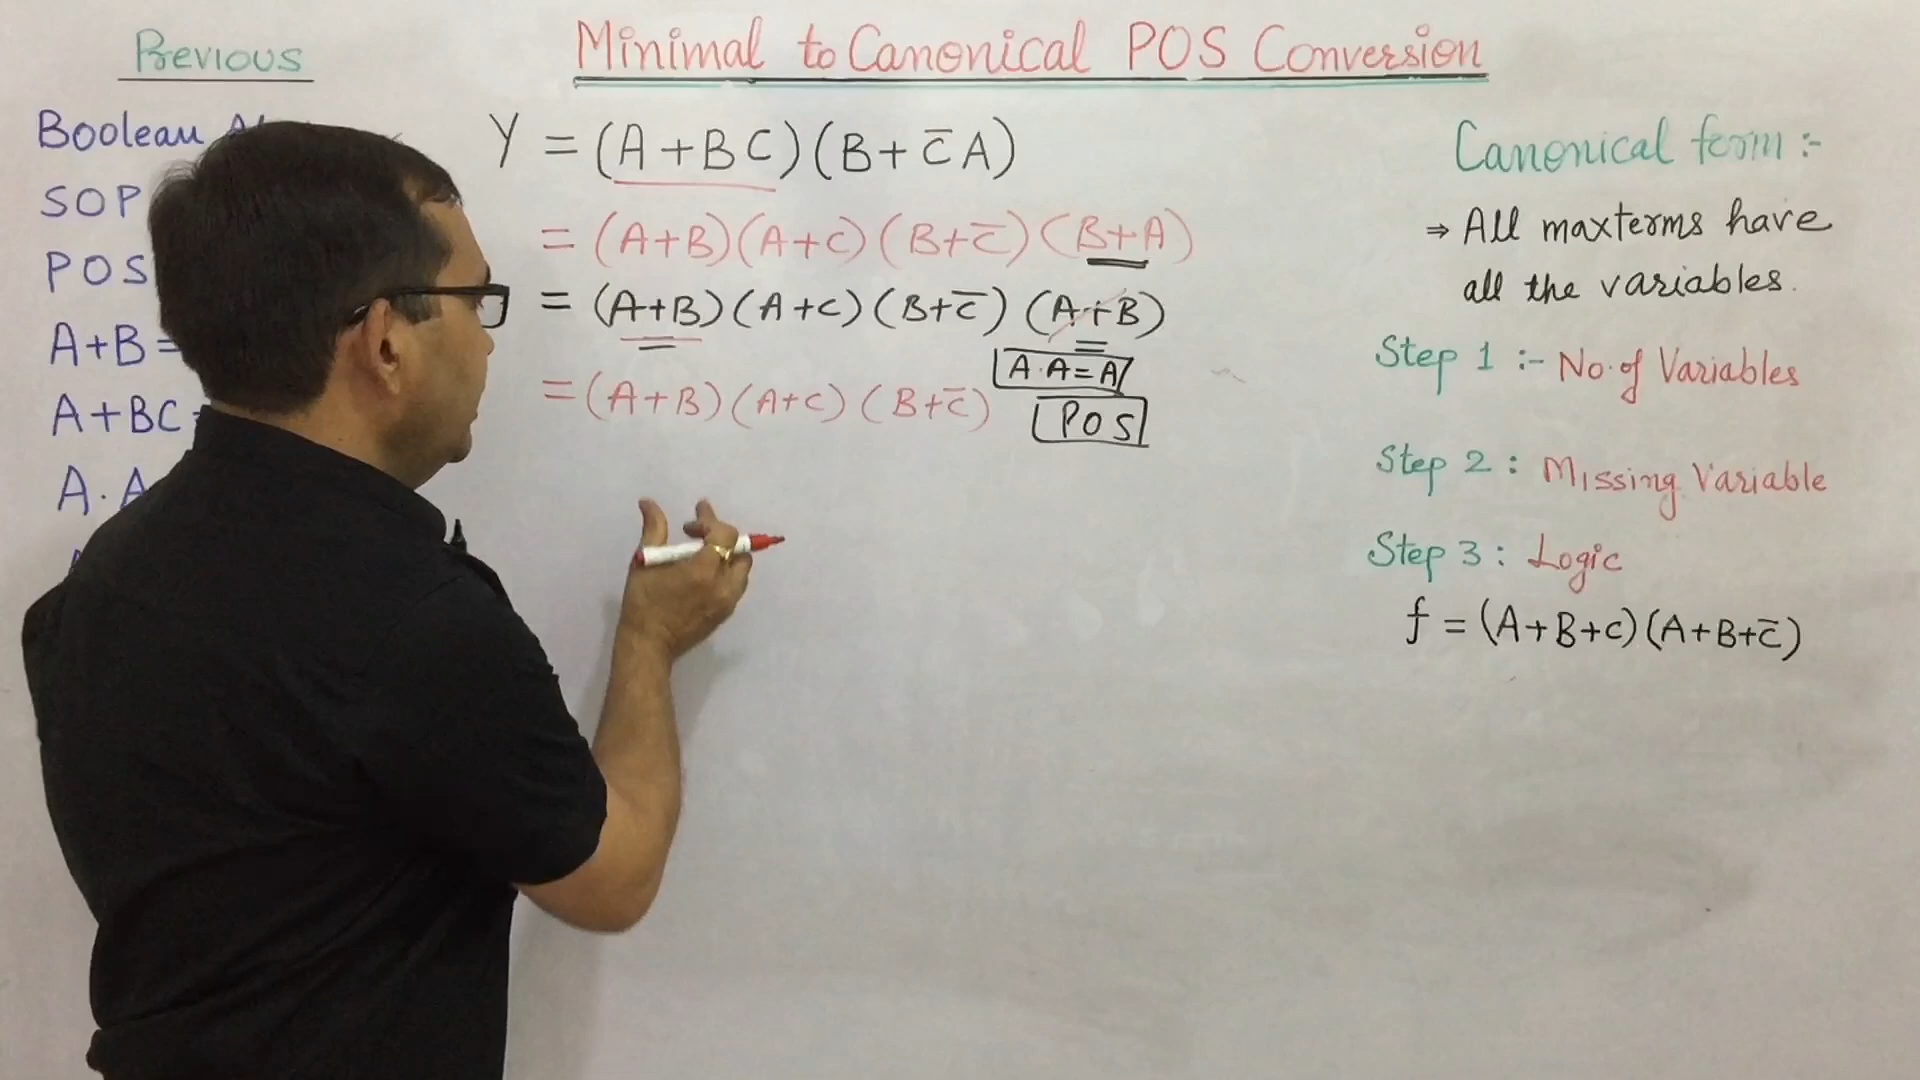 Previous
Boolean
SOP
POS
A+B=
A+BC=
A.A
Minimal to Canonical POS Conversion
Y = (A+BC)(B+C̅A)
= (A+B)(A+C)(B+C̅)(B+A)
= (A+B)(A+C)(B+C̅)(A+B)
A.A=A
= (A+B)(A+C)(B+C̅)
POS
Canonical form :-
⇒ All maxterms have
all the variables.
Step 1 :- No. of Variables
Step 2 : Missing Variable
Step 3 : Logic
f = (A+B+C)(A+B+C̅)